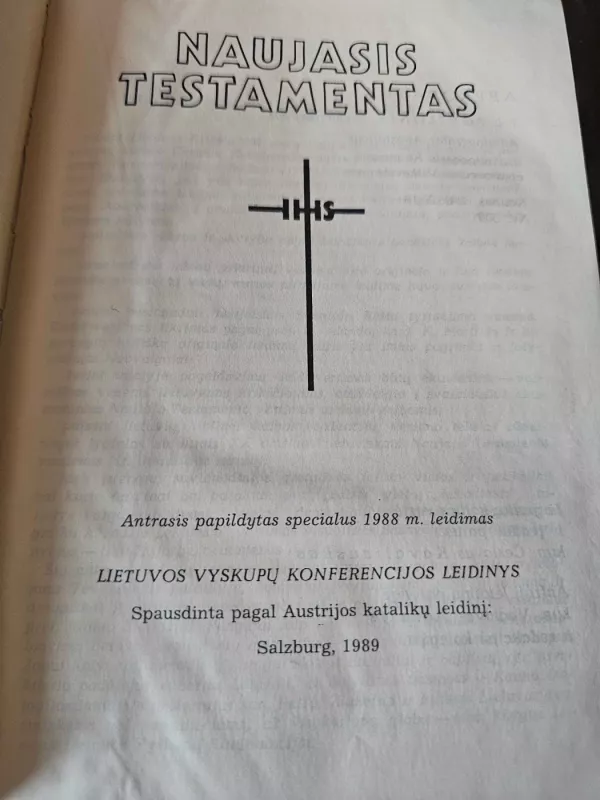 NAUJASIS
TESTAMENTAS
IHS
Antrasis papildytas specialus 1988 m. leidimas
LIETUVOS VYSKUPŲ KONFERENCIJOS LEIDINYS
Spausdinta pagal Austrijos katalikų leidinį:
Salzburg, 1989